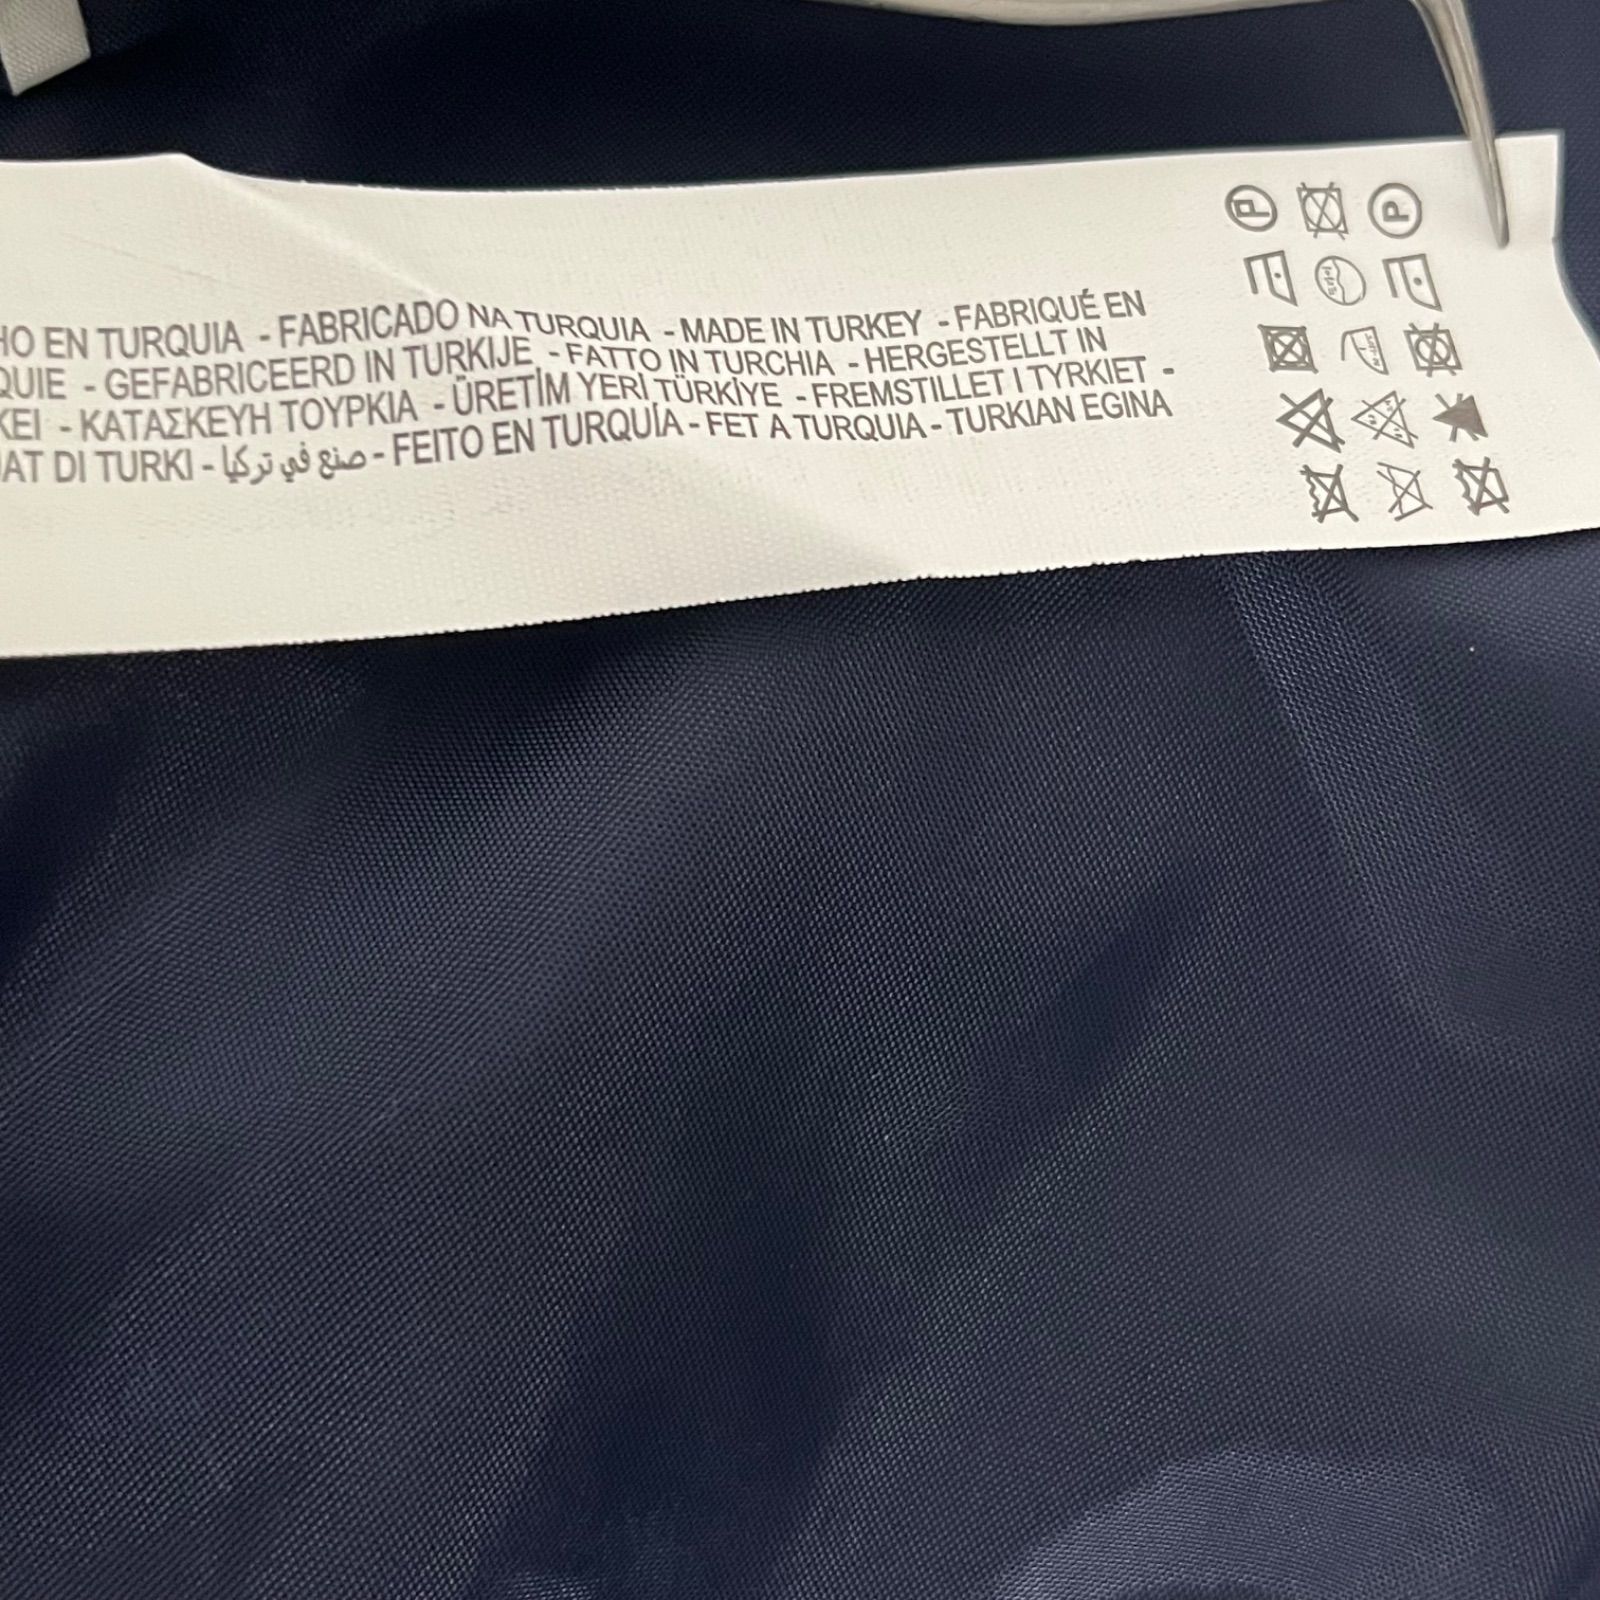 HO EN TURQUIA - FABRICADO NA TURQUIA - MADE IN TURKEY - FABRIQUÉ EN
QUIE - GEFABRICEERD IN TURKIJE - FATTO IN TURCHIA - HERGESTELLT IN
KEI - ΚΑΤΑΣΚΕΥΗ ΤΟΥΡΚΙΑ - ÜRETİM YERİ TÜRKİYE - FREMSTILLET I TYRKIET -
AT DI TURKI - صنع في تركيا - FEITO EN TURQUÍA - FET A TURQUIA - TURKIAN EGINA
P P